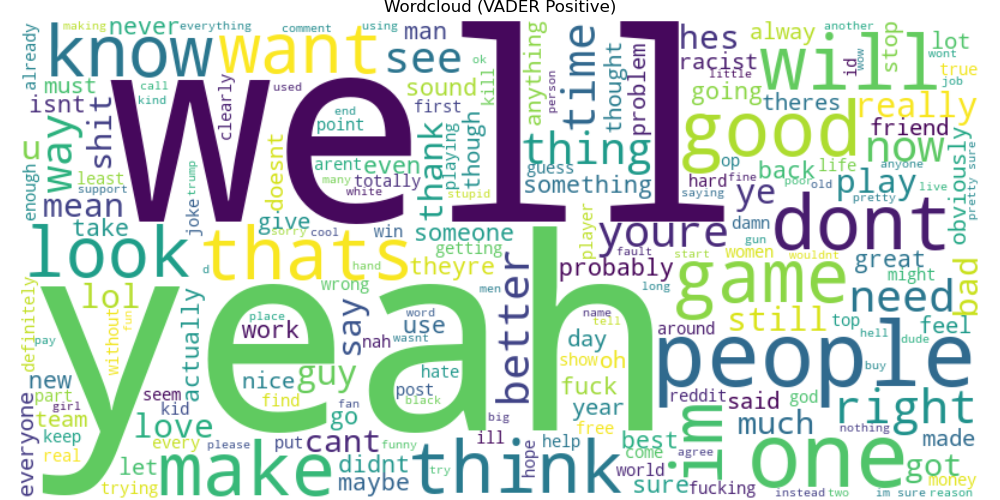 Wordcloud (VADER Positive)
already know never want everything comment using making man see
well
anything time thought problem hes racist little alway will id wow another stop lot wont true job
isnt must shit call kind clearly used sound first ok kill person
end point arent even many totally white thank playing though stupid
thing guess something saying going theres good op hard fine back poor life old really friend now anyone play live pretty obviously sure pretty
u way enough least support mean take joke trump doesnt sorry cool give win someone getting
look thats d hand theyre player fault youre start damn gun ye women wouldnt dont great might bad
yeah
definitely lol without fun actually wrong place work say nah word wasnt use men better probably long
name tell day show oh fuck year free
game still need top hell feel dude buy
people around reddit said god much right nothing made
new pay part girl team keep real everyone seem kid love every nice find guy fan post black hate go
let trying make please put cant funny didnt maybe try think ill big hope help
best come world agree sure im fucking one instead two got money im sure reason